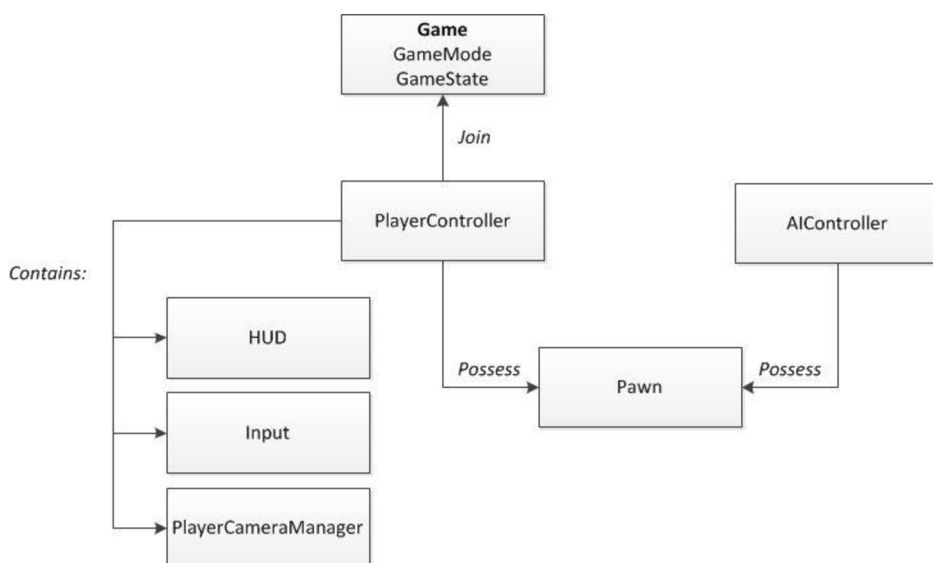 Game
GameMode
GameState
Join
PlayerController
AIController
Contains:
HUD
Possess
Pawn
Possess
Input
PlayerCameraManager